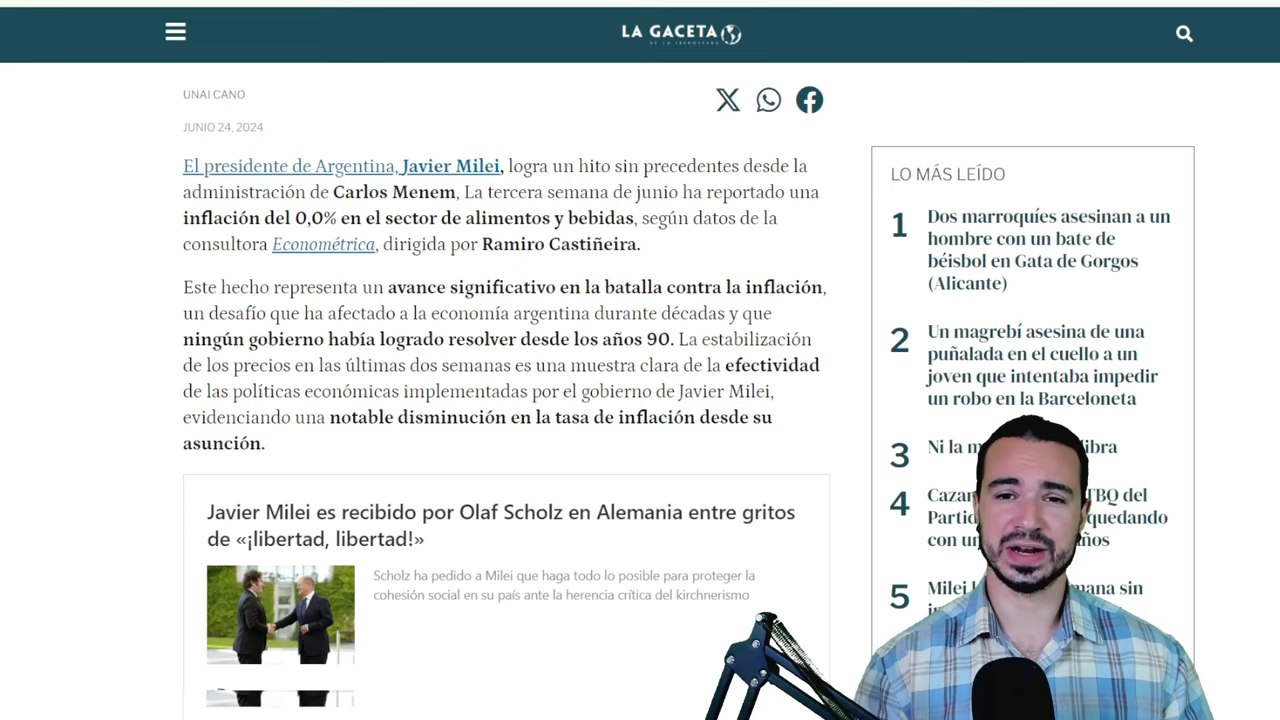 LA GACETA
DE LA IBEROSFERA
UNAI CANO
JUNIO 24, 2024
El presidente de Argentina, Javier Milei, logra un hito sin precedentes desde la
administración de Carlos Menem, La tercera semana de junio ha reportado una
inflación del 0,0% en el sector de alimentos y bebidas, según datos de la
consultora Econométrica, dirigida por Ramiro Castiñeira.
Este hecho representa un avance significativo en la batalla contra la inflación,
un desafío que ha afectado a la economía argentina durante décadas y que
ningún gobierno había logrado resolver desde los años 90. La estabilización
de los precios en las últimas dos semanas es una muestra clara de la efectividad
de las políticas económicas implementadas por el gobierno de Javier Milei,
evidenciando una notable disminución en la tasa de inflación desde su
asunción.
Javier Milei es recibido por Olaf Scholz en Alemania entre gritos
de «¡libertad, libertad!»
Scholz ha pedido a Milei que haga todo lo posible para proteger la
cohesión social en su país ante la herencia crítica del kirchnerismo
LO MÁS LEÍDO
1 Dos marroquíes asesinan a un
hombre con un bate de
béisbol en Gata de Gorgos
(Alicante)
2 Un magrebí asesina de una
puñalada en el cuello a un
joven que intentaba impedir
un robo en la Barceloneta
3 Ni la
4 del
quedando
con
5 Milei sin